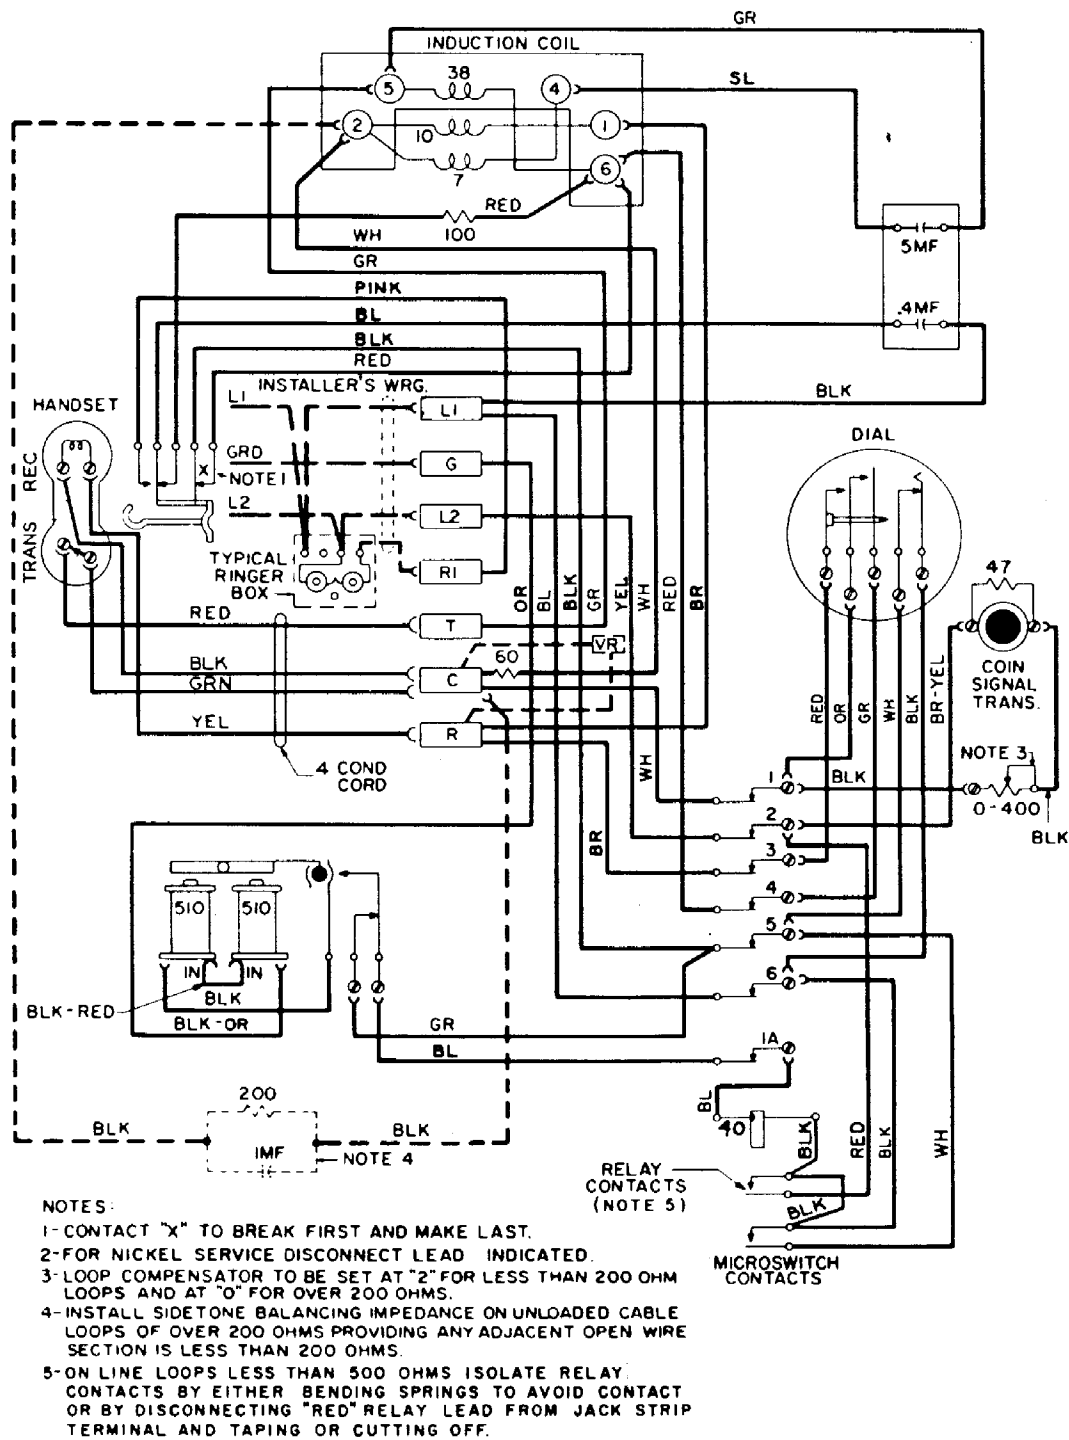 GR
INDUCTION COIL
38
5
4
SL
2
10
1
7
6
RED
100
WH
GR
PINK
BL
BLK
RED
5MF
.4MF
BLK
INSTALLER'S WRG.
HANDSET
L1
L1
DIAL
REC
GRD
X
NOTE 1
G
L2
L2
TRANS
TYPICAL
RINGER
BOX
R1
OR
BL
BLK
GR
YEL
WH
RED
BR
47
RED
T
VR
60
COIN
SIGNAL
TRANS.
BLK
GRN
C
YEL
R
RED
OR
GR
WH
BLK
BR-YEL
4 COND
CORD
WH
NOTE 3
1
BLK
0-400
BLK
2
BR
3
4
5
6
510
510
IN
IN
BLK-RED
BLK
BLK-OR
GR
BL
1A
200
BL
40
BLK
RED
BLK
WH
BLK
1MF
BLK
NOTE 4
RELAY
CONTACTS
(NOTE 5)
BLK
MICROSWITCH
CONTACTS
NOTES:
1-CONTACT "X" TO BREAK FIRST AND MAKE LAST.
2-FOR NICKEL SERVICE DISCONNECT LEAD INDICATED.
3-LOOP COMPENSATOR TO BE SET AT "2" FOR LESS THAN 200 OHM
LOOPS AND AT "O" FOR OVER 200 OHMS.
4-INSTALL SIDETONE BALANCING IMPEDANCE ON UNLOADED CABLE
LOOPS OF OVER 200 OHMS PROVIDING ANY ADJACENT OPEN WIRE
SECTION IS LESS THAN 200 OHMS.
5-ON LINE LOOPS LESS THAN 500 OHMS ISOLATE RELAY
CONTACTS BY EITHER BENDING SPRINGS TO AVOID CONTACT
OR BY DISCONNECTING "RED" RELAY LEAD FROM JACK STRIP
TERMINAL AND TAPING OR CUTTING OFF.